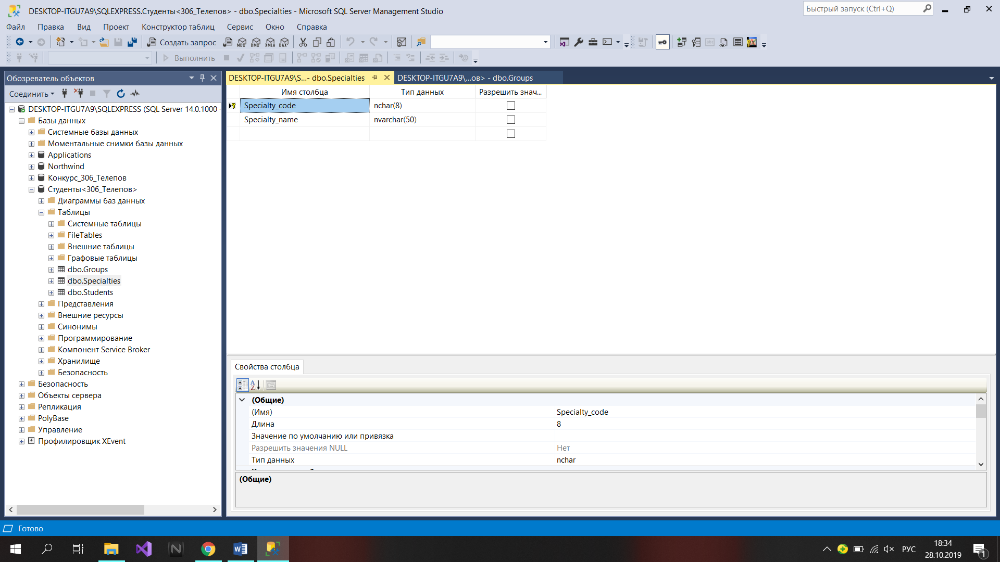 DESKTOP-ITGU7A9\SQLEXPRESS.Студенты<306_Телепов> - dbo.Specialties - Microsoft SQL Server Management Studio
Быстрый запуск (Ctrl+Q)
Файл Правка Вид Проект Конструктор таблиц Сервис Окно Справка
Создать запрос MDX DMX XMLA DAX
Выполнить
Обозреватель объектов
Соединить
DESKTOP-ITGU7A9\SQLEXPRESS (SQL Server 14.0.1000 -
Базы данных
Системные базы данных
Моментальные снимки базы данных
Applications
Northwind
Конкурс_306_Телепов
Студенты<306_Телепов>
Диаграммы баз данных
Таблицы
Системные таблицы
FileTables
Внешние таблицы
Графовые таблицы
dbo.Groups
dbo.Specialties
dbo.Students
Представления
Внешние ресурсы
Синонимы
Программирование
Компонент Service Broker
Хранилище
Безопасность
Безопасность
Объекты сервера
Репликация
PolyBase
Управление
Профилировщик XEvent
DESKTOP-ITGU7A9\S...- dbo.Specialties
DESKTOP-ITGU7A9\...ов> - dbo.Groups
Имя столбца Тип данных Разрешить знач...
Specialty_code nchar(8)
Specialty_name nvarchar(50)
Свойства столбца
(Общие)
(Имя) Specialty_code
Длина 8
Значение по умолчанию или привязка
Разрешить значения NULL Нет
Тип данных nchar
(Общие)
Готово
РУС
18:34
28.10.2019
1